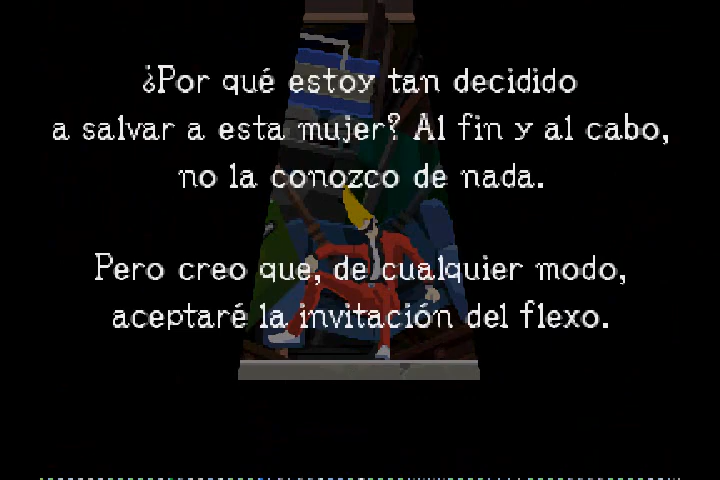 ¿Por qué estoy tan decidido
a salvar a esta mujer? Al fin y al cabo,
no la conozco de nada.
Pero creo que, de cualquier modo,
aceptaré la invitación del flexo.